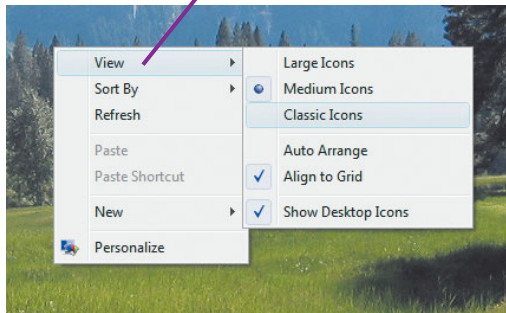 View
Sort By
Refresh
Paste
Paste Shortcut
New
Personalize
Large Icons
Medium Icons
Classic Icons
Auto Arrange
Align to Grid
Show Desktop Icons